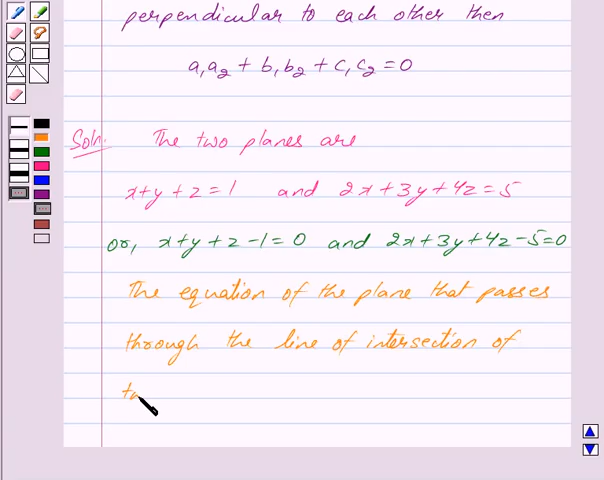 perpendicular to each other then
a₁a₂ + b₁b₂ + c₁c₂ = 0
Soln. The two planes are
x+y+z=1 and 2x+3y+4z=5
or, x+y+z-1=0 and 2x+3y+4z-5=0
The equation of the plane that passes
through the line of intersection of